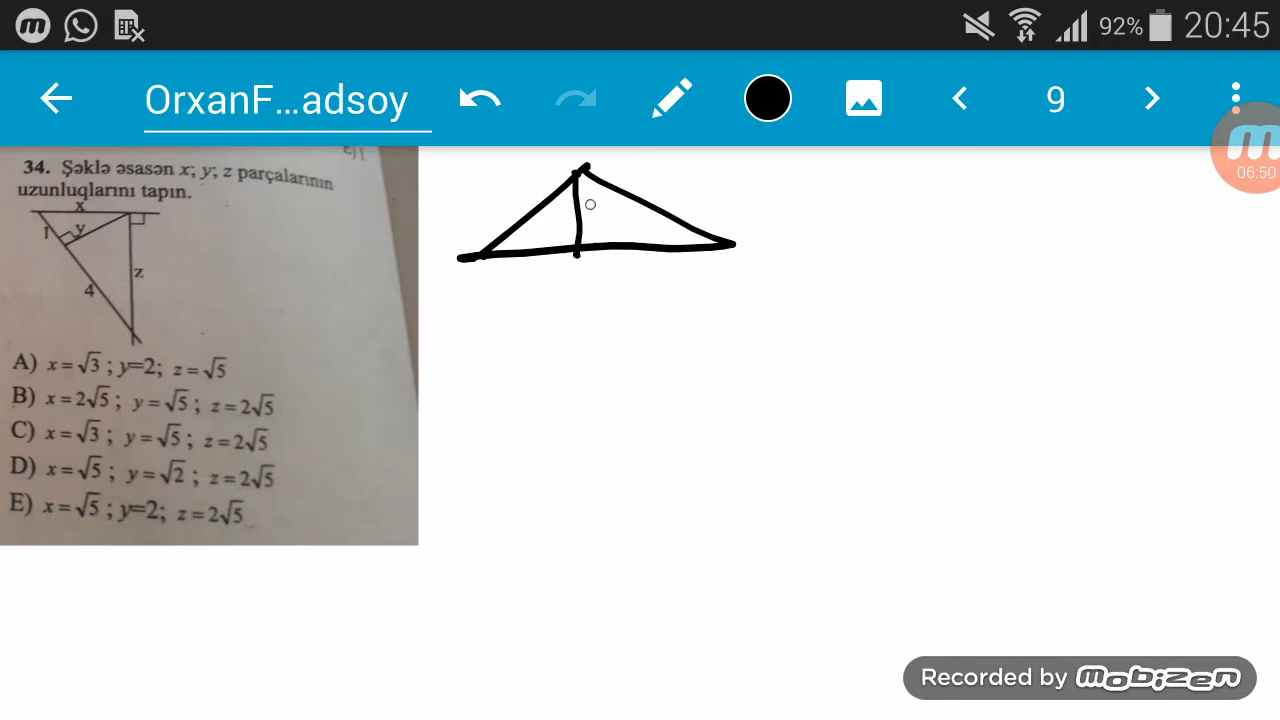 92% 20:45
OrxanF...adsoy 9
06:50
34. Şəklə əsasən x; y; z parçalarının
uzunluqlarını tapın.
x
1 y
z
4
A) x = √3 ; y=2; z = √5
B) x = 2√5 ; y = √5 ; z = 2√5
C) x = √3 ; y = √5 ; z = 2√5
D) x = √5 ; y = √2 ; z = 2√5
E) x = √5 ; y=2; z = 2√5
Recorded by mobizen